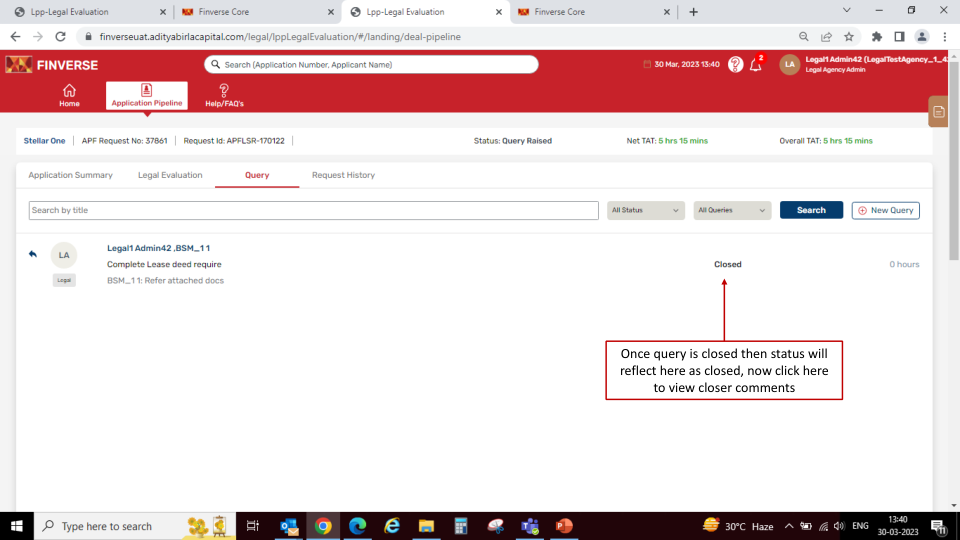 Lpp-Legal Evaluation
Finverse Core
Lpp-Legal Evaluation
Finverse Core
finverseuat.adityabirlacapital.com/legal/lppLegalEvaluation/#/landing/deal-pipeline
FINVERSE
Search (Application Number, Applicant Name)
30 Mar, 2023 13:40
2
LA
Legal1 Admin42 (LegalTestAgency_1_4
Legal Agency Admin
Home
Application Pipeline
Help/FAQ's
Stellar One
APF Request No: 37861
Request Id: APFLSR-170122
Status: Query Raised
Net TAT: 5 hrs 15 mins
Overall TAT: 5 hrs 15 mins
Application Summary
Legal Evaluation
Query
Request History
Search by title
All Status
All Queries
Search
New Query
LA
Legal
Legal1 Admin42 ,BSM_1 1
Complete Lease deed require
BSM_1 1: Refer attached docs
Closed
0 hours
Once query is closed then status will
reflect here as closed, now click here
to view closer comments
Type here to search
30°C Haze
ENG
13:40
30-03-2023